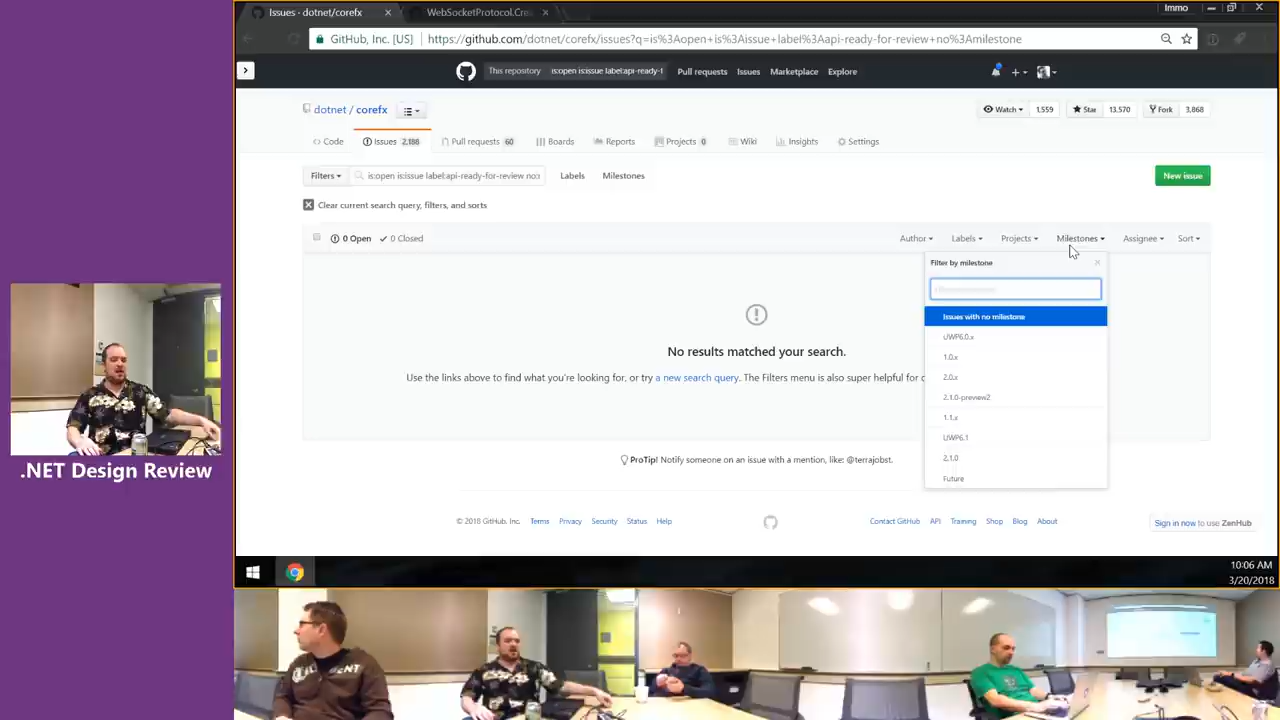 Issues · dotnet/corefx
WebSocketProtocol.Cre
Immo
GitHub, Inc. [US]
https://github.com/dotnet/corefx/issues?q=is%3Aopen+is%3Aissue+label%3Aapi-ready-for-review+no%3Amilestone
This repository
is:open is:issue label:api-ready-f
Pull requests
Issues
Marketplace
Explore
dotnet / corefx
Watch
1,559
Star
13,570
Fork
3,868
Code
Issues 2,188
Pull requests 60
Boards
Reports
Projects 0
Wiki
Insights
Settings
Filters
is:open is:issue label:api-ready-for-review no:
Labels
Milestones
New issue
Clear current search query, filters, and sorts
0 Open
0 Closed
Author
Labels
Projects
Milestones
Assignee
Sort
Filter by milestone
Issues with no milestone
UWP6.0.x
1.0.x
2.0.x
2.1.0-preview2
1.1.x
UWP6.1
2.1.0
Future
No results matched your search.
Use the links above to find what you're looking for, or try a new search query. The Filters menu is also super helpful for
ProTip! Notify someone on an issue with a mention, like: @terrajobst.
© 2018 GitHub, Inc.
Terms
Privacy
Security
Status
Help
Contact GitHub
API
Training
Shop
Blog
About
Sign in now to use ZenHub
10:06 AM
3/20/2018
.NET Design Review